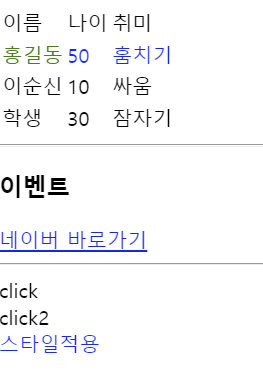 이름 나이 취미
홍길동 50 훔치기
이순신 10 싸움
학생 30 잠자기
이벤트
네이버 바로가기
click
click2
스타일적용